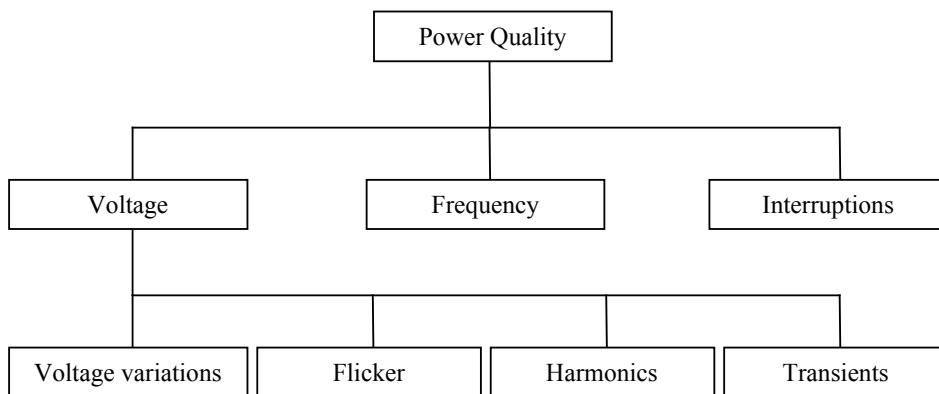 Power Quality
Voltage
Frequency
Interruptions
Voltage variations
Flicker
Harmonics
Transients